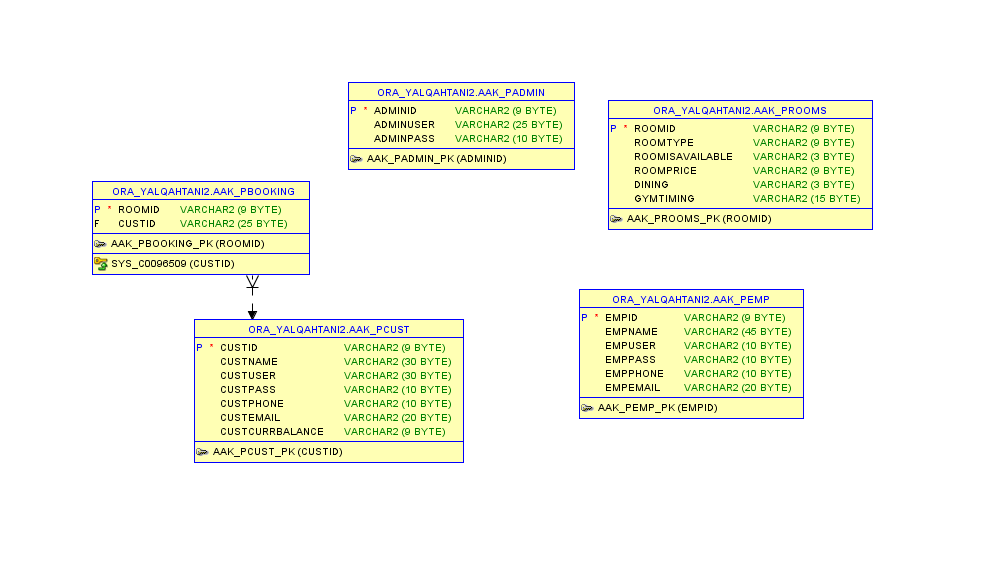 ORA_YALQAHTANI2.AAK_PADMIN
P * ADMINID VARCHAR2 (9 BYTE)
ADMINUSER VARCHAR2 (25 BYTE)
ADMINPASS VARCHAR2 (10 BYTE)
AAK_PADMIN_PK (ADMINID)
ORA_YALQAHTANI2.AAK_PROOMS
P * ROOMID VARCHAR2 (9 BYTE)
ROOMTYPE VARCHAR2 (9 BYTE)
ROOMISAVAILABLE VARCHAR2 (3 BYTE)
ROOMPRICE VARCHAR2 (9 BYTE)
DINING VARCHAR2 (3 BYTE)
GYMTIMING VARCHAR2 (15 BYTE)
AAK_PROOMS_PK (ROOMID)
ORA_YALQAHTANI2.AAK_PBOOKING
P * ROOMID VARCHAR2 (9 BYTE)
F CUSTID VARCHAR2 (25 BYTE)
AAK_PBOOKING_PK (ROOMID)
SYS_C0096509 (CUSTID)
ORA_YALQAHTANI2.AAK_PCUST
P * CUSTID VARCHAR2 (9 BYTE)
CUSTNAME VARCHAR2 (30 BYTE)
CUSTUSER VARCHAR2 (30 BYTE)
CUSTPASS VARCHAR2 (10 BYTE)
CUSTPHONE VARCHAR2 (10 BYTE)
CUSTEMAIL VARCHAR2 (20 BYTE)
CUSTCURRBALANCE VARCHAR2 (9 BYTE)
AAK_PCUST_PK (CUSTID)
ORA_YALQAHTANI2.AAK_PEMP
P * EMPID VARCHAR2 (9 BYTE)
EMPNAME VARCHAR2 (45 BYTE)
EMPUSER VARCHAR2 (10 BYTE)
EMPPASS VARCHAR2 (10 BYTE)
EMPPHONE VARCHAR2 (10 BYTE)
EMPEMAIL VARCHAR2 (20 BYTE)
AAK_PEMP_PK (EMPID)